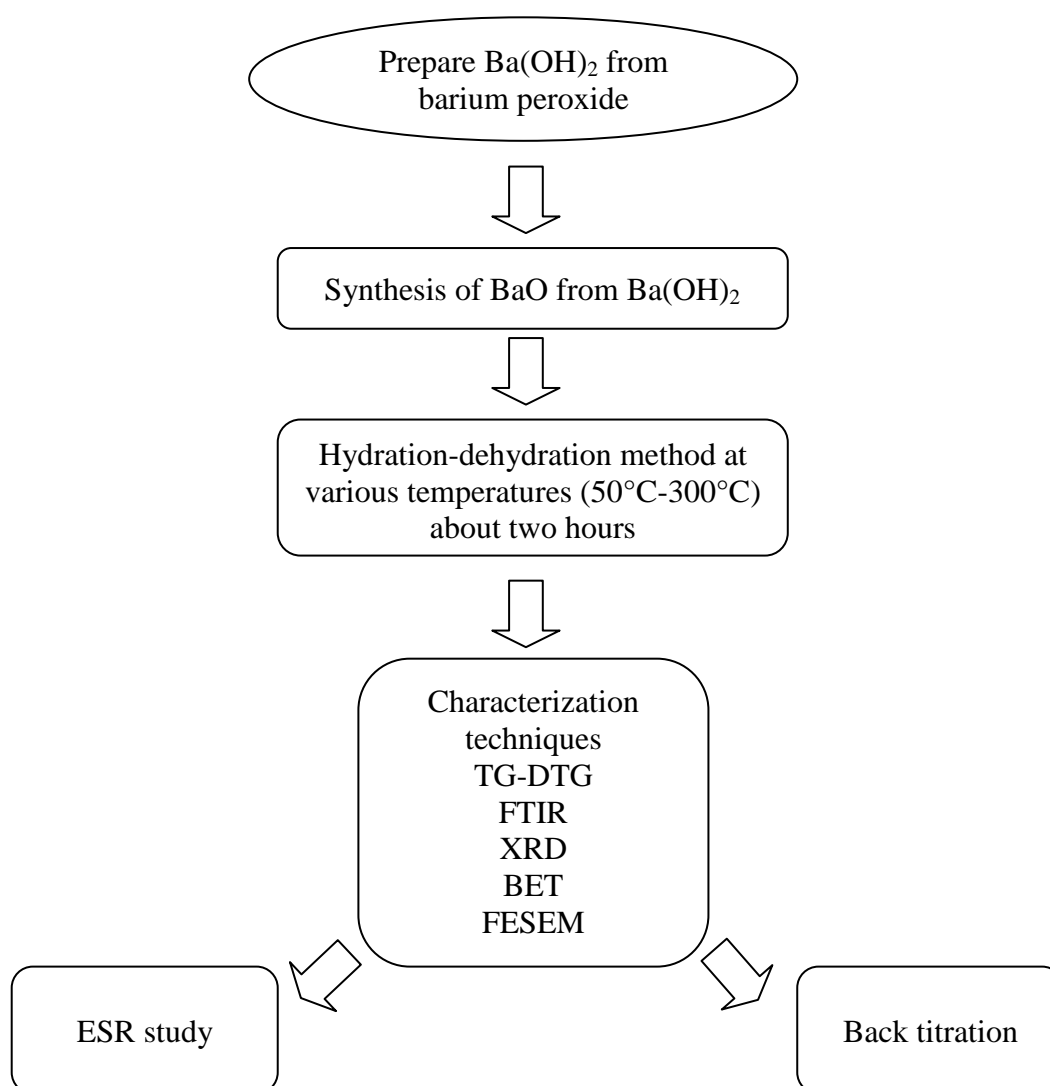 Prepare Ba(OH)₂ from
barium peroxide
Synthesis of BaO from Ba(OH)₂
Hydration-dehydration method at
various temperatures (50°C-300°C)
about two hours
Characterization
techniques
TG-DTG
FTIR
XRD
BET
FESEM
ESR study
Back titration